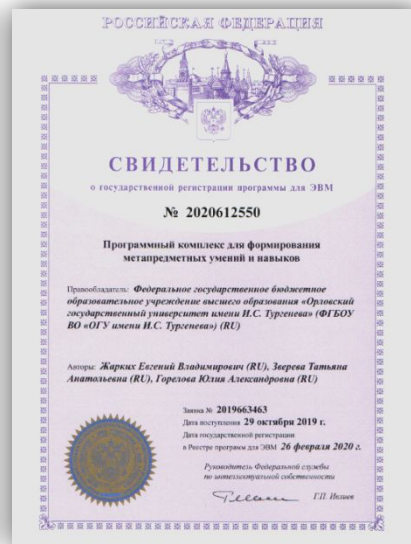 РОССИЙСКАЯ ФЕДЕРАЦИЯ
СВИДЕТЕЛЬСТВО
о государственной регистрации программы для ЭВМ
№ 2020612550
Программный комплекс для формирования
метапредметных умений и навыков
Правообладатель: Федеральное государственное бюджетное
образовательное учреждение высшего образования «Орловский
государственный университет имени И.С. Тургенева» (ФГБОУ
ВО «ОГУ имени И.С. Тургенева») (RU)
Авторы: Жарких Евгений Владимирович (RU), Зверева Татьяна
Анатольевна (RU), Горелова Юлия Александровна (RU)
Заявка № 2019663463
Дата поступления 29 октября 2019 г.
Дата государственной регистрации
в Реестре программ для ЭВМ 26 февраля 2020 г.
Руководитель Федеральной службы
по интеллектуальной собственности
Г.П. Ивлиев